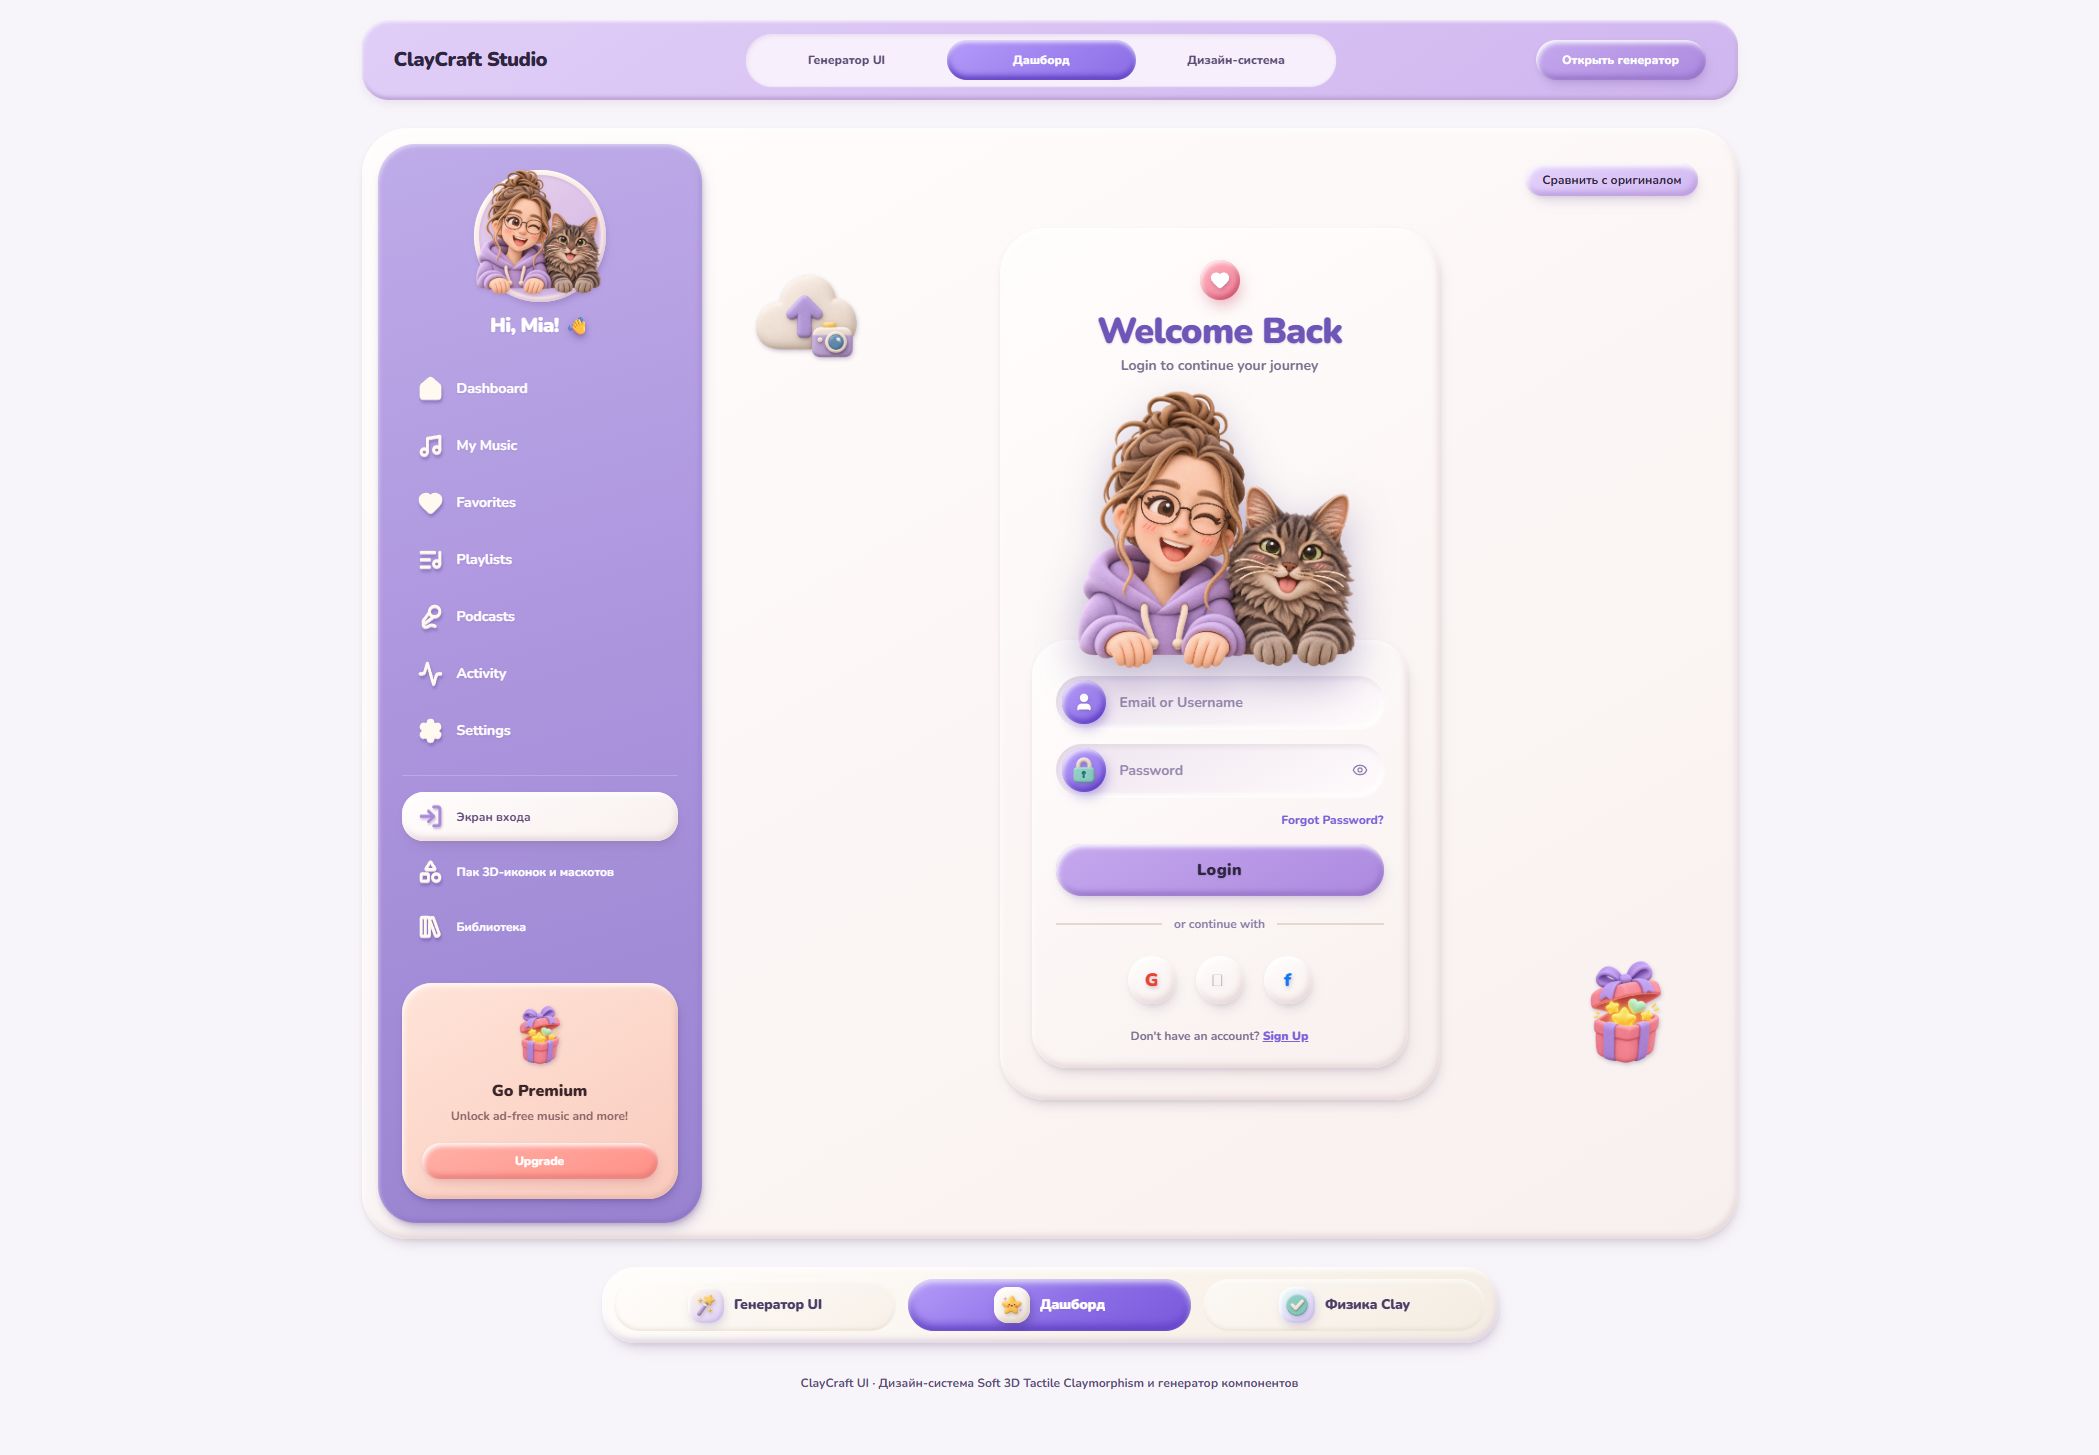 ClayCraft Studio
Генератор UI
Дашборд
Дизайн-система
Открыть генератор
Сравнить с оригиналом
Hi, Mia! 👋
Dashboard
My Music
Favorites
Playlists
Podcasts
Activity
Settings
Экран входа
Пак 3D-иконок и маскотов
Библиотека
Go Premium
Unlock ad-free music and more!
Upgrade
Welcome Back
Login to continue your journey
Email or Username
Password
Forgot Password?
Login
or continue with
G
f
Don't have an account? Sign Up
Генератор UI
Дашборд
Физика Clay
ClayCraft UI · Дизайн-система Soft 3D Tactile Claymorphism и генератор компонентов